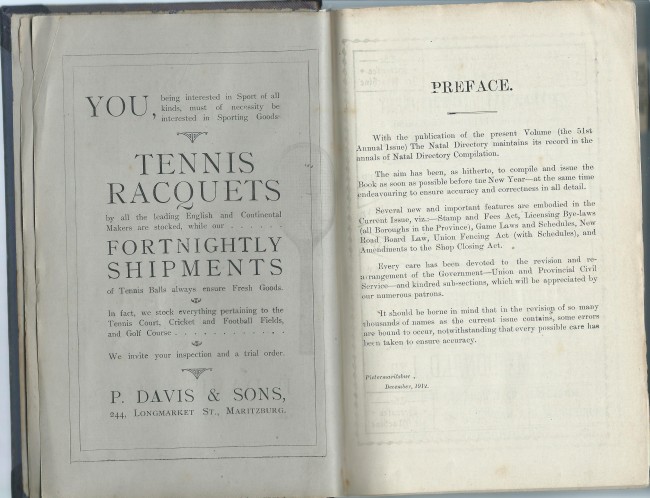 YOU, being interested in Sport of all
kinds, must of necessity be
interested in Sporting Goods.
TENNIS
RACQUETS
by all the leading English and Continental
Makers are stocked, while our . . . . . .
FORTNIGHTLY
SHIPMENTS
of Tennis Balls always ensure Fresh Goods.
In fact, we stock everything pertaining to the
Tennis Court, Cricket and Football Fields,
and Golf Course . . . . . . . . . . . .
We invite your inspection and a trial order.
P. DAVIS & SONS,
244, LONGMARKET ST., MARITZBURG.
PREFACE.
With the publication of the present Volume (the 51st
Annual Issue) The Natal Directory maintains its record in the
annals of Natal Directory Compilation.
The aim has been, as hitherto, to compile and issue the
Book as soon as possible before the New Year—at the same time
endeavouring to ensure accuracy and correctness in all detail.
Several new and important features are embodied in the
Current Issue, viz.:—Stamp and Fees Act, Licensing Bye-laws
(all Boroughs in the Province), Game Laws and Schedules, New
Road Board Law, Union Fencing Act (with Schedules), and
Amendments to the Shop Closing Act.
Every care has been devoted to the revision and re-
arrangement of the Government—Union and Provincial Civil
Service—and kindred sub-sections, which will be appreciated by
our numerous patrons.
It should be borne in mind that in the revision of so many
thousands of names as the current issue contains, some errors
are bound to occur, notwithstanding that every possible care has
been taken to ensure accuracy.
Pietermaritzburg,
December, 1912.